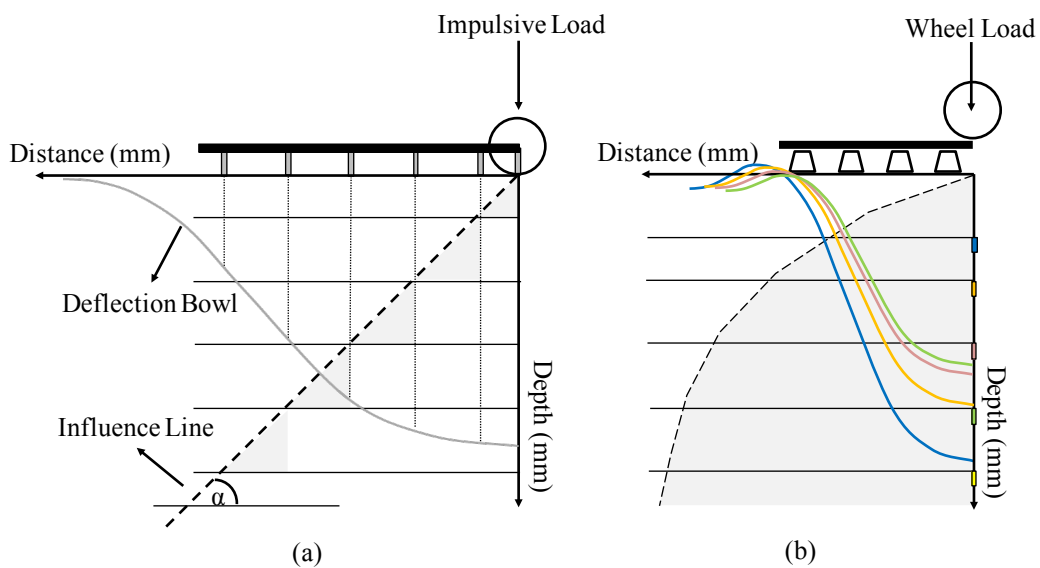 Impulsive Load
Distance (mm)
Deflection Bowl
Influence Line
α
Depth (mm)
(a)
Wheel Load
Distance (mm)
Depth (mm)
(b)